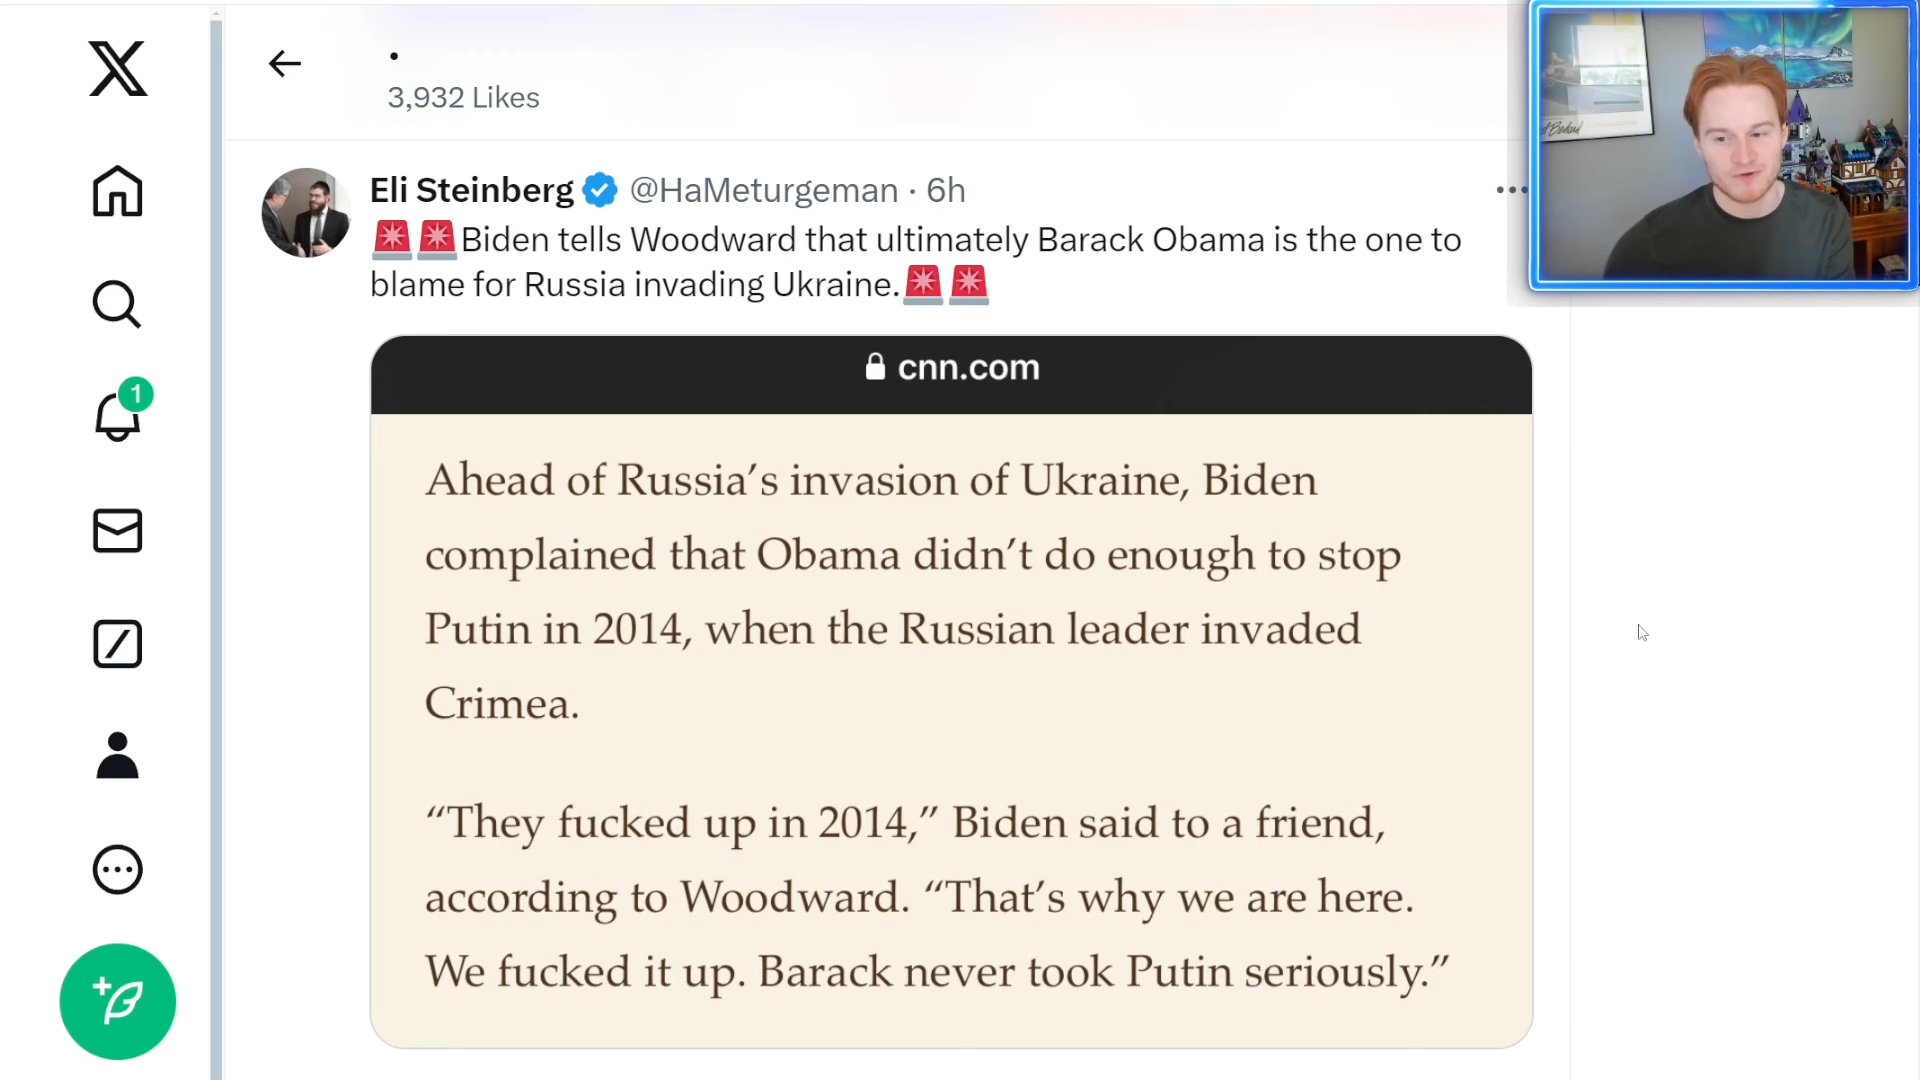 3,932 Likes
Eli Steinberg @HaMeturgeman · 6h
🚨🚨Biden tells Woodward that ultimately Barack Obama is the one to
blame for Russia invading Ukraine.🚨🚨
cnn.com
Ahead of Russia’s invasion of Ukraine, Biden
complained that Obama didn’t do enough to stop
Putin in 2014, when the Russian leader invaded
Crimea.
“They fucked up in 2014,” Biden said to a friend,
according to Woodward. “That’s why we are here.
We fucked it up. Barack never took Putin seriously.”
1